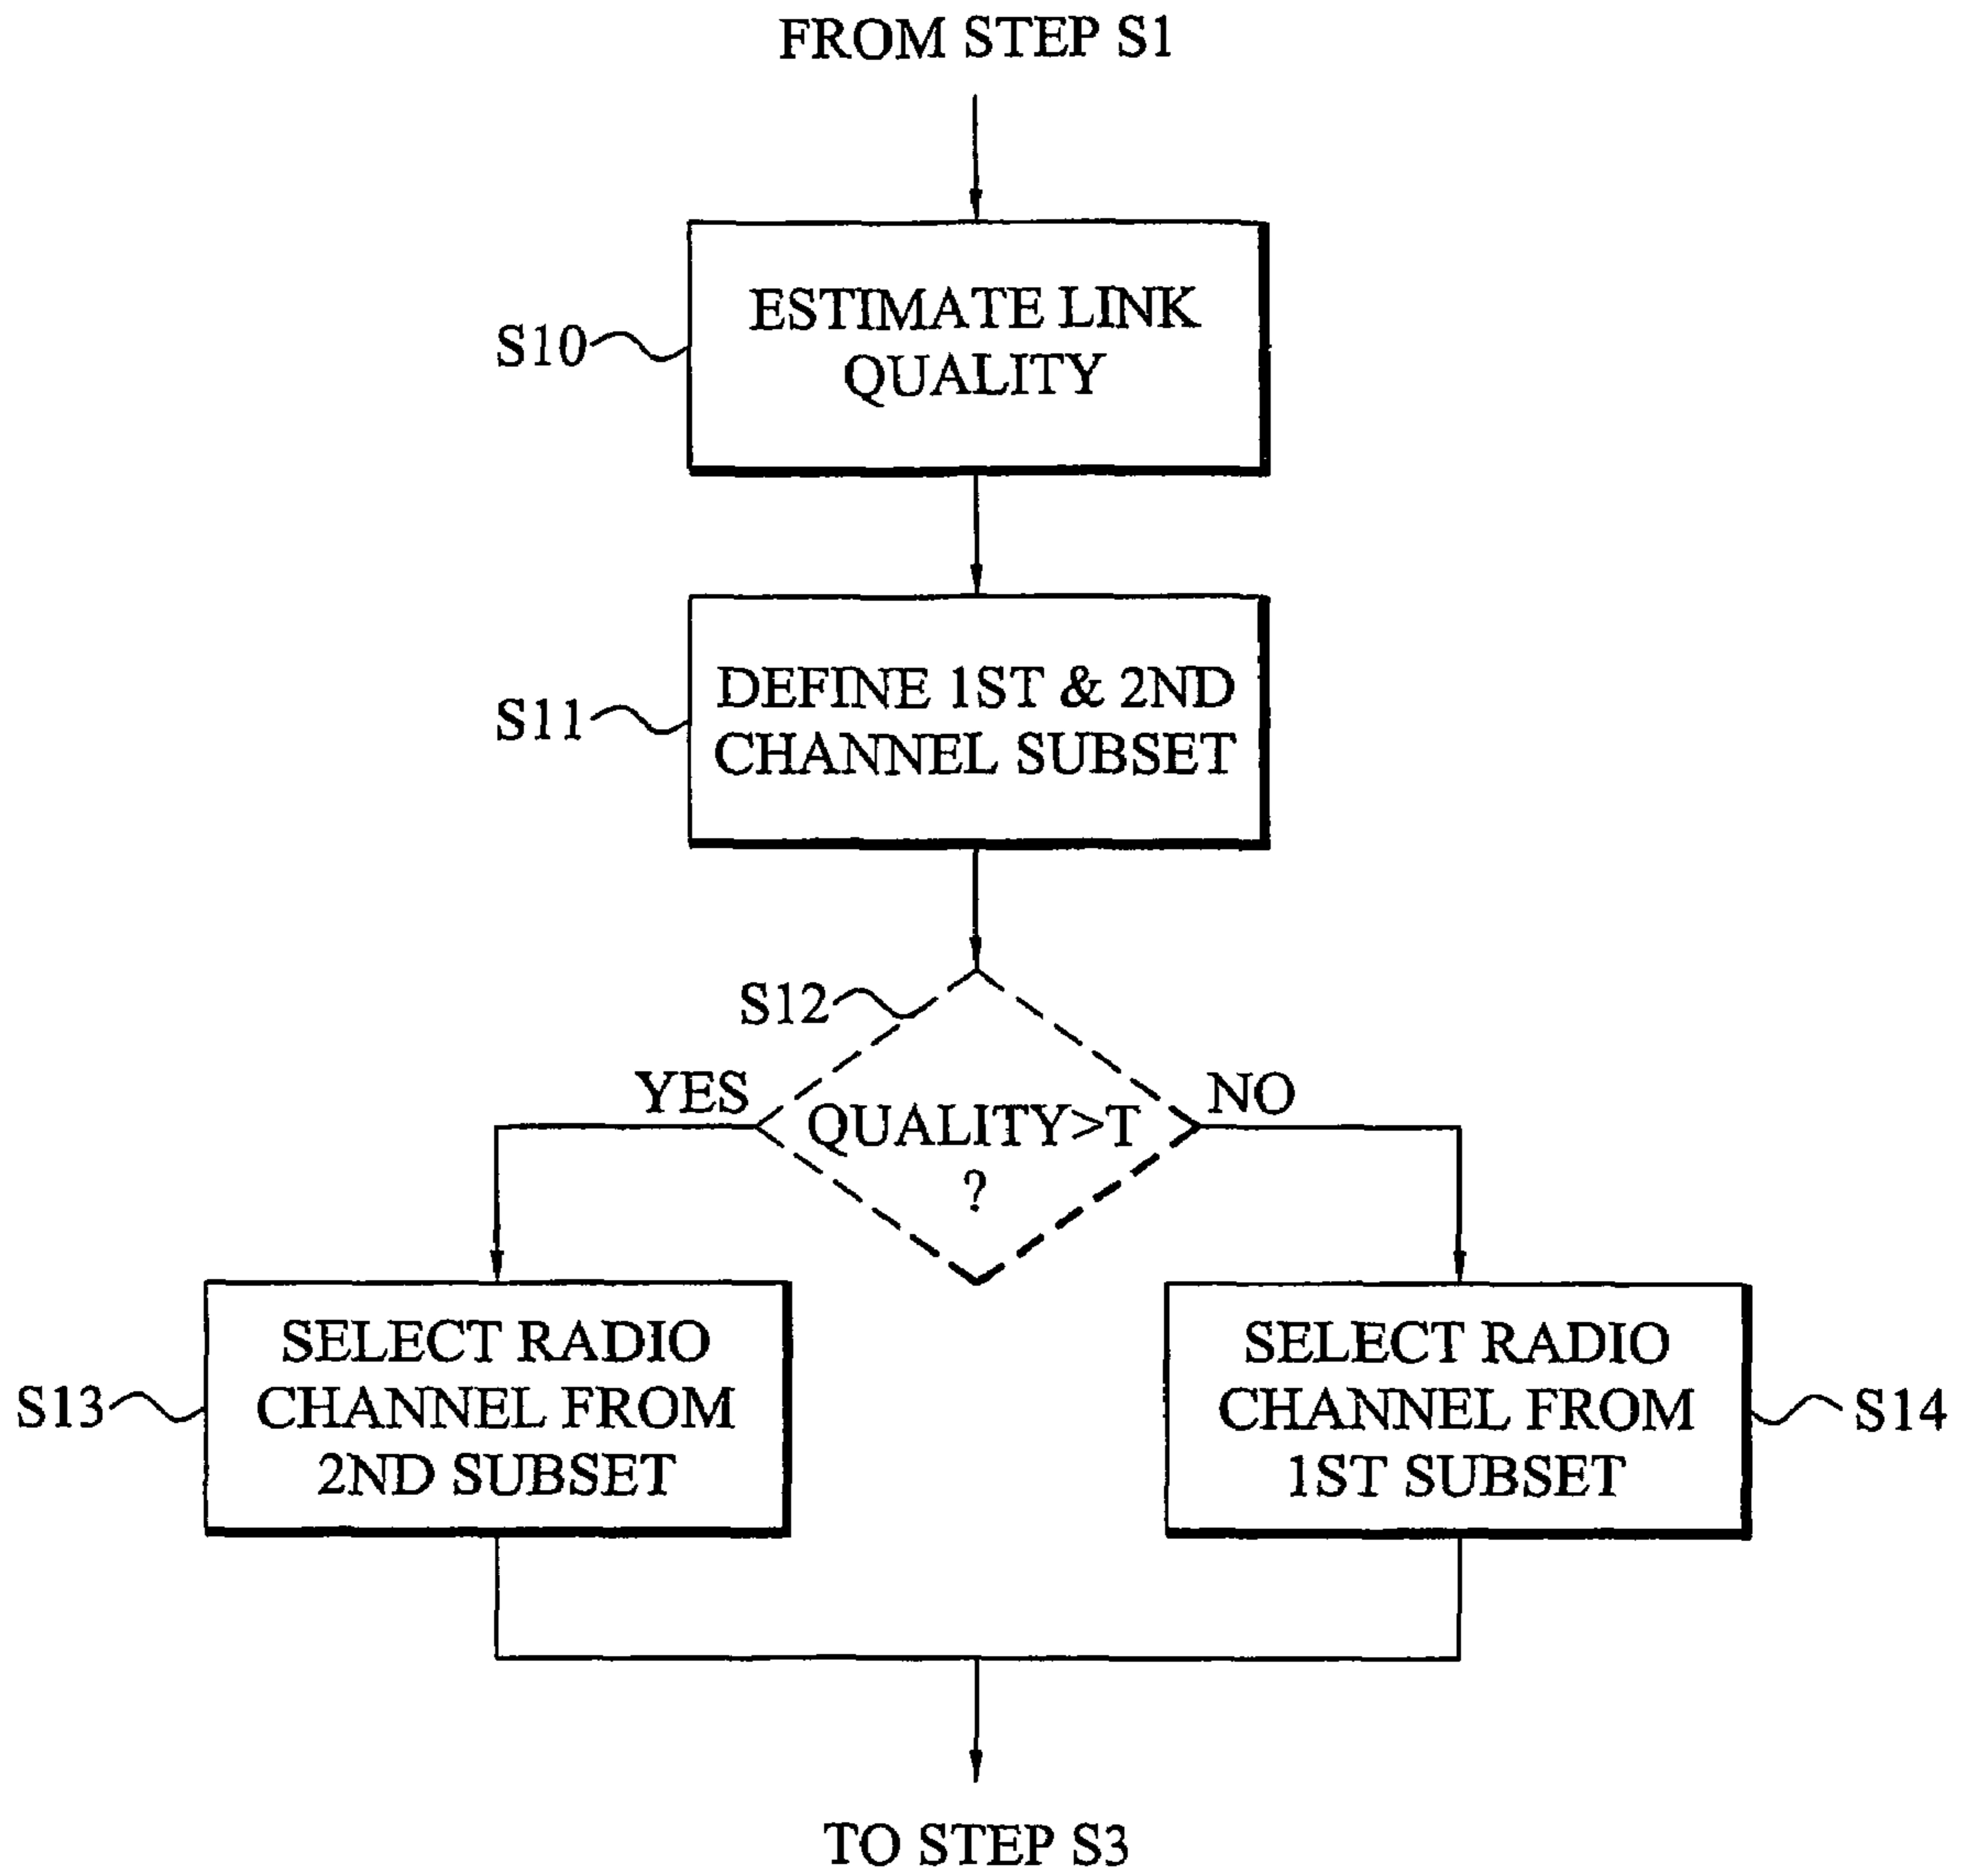 FROM STEP S1
S10
ESTIMATE LINK
QUALITY
S11
DEFINE 1ST & 2ND
CHANNEL SUBSET
S12
YES
NO
QUALITY>T
?
S13
SELECT RADIO
CHANNEL FROM
2ND SUBSET
SELECT RADIO
CHANNEL FROM
1ST SUBSET
S14
TO STEP S3